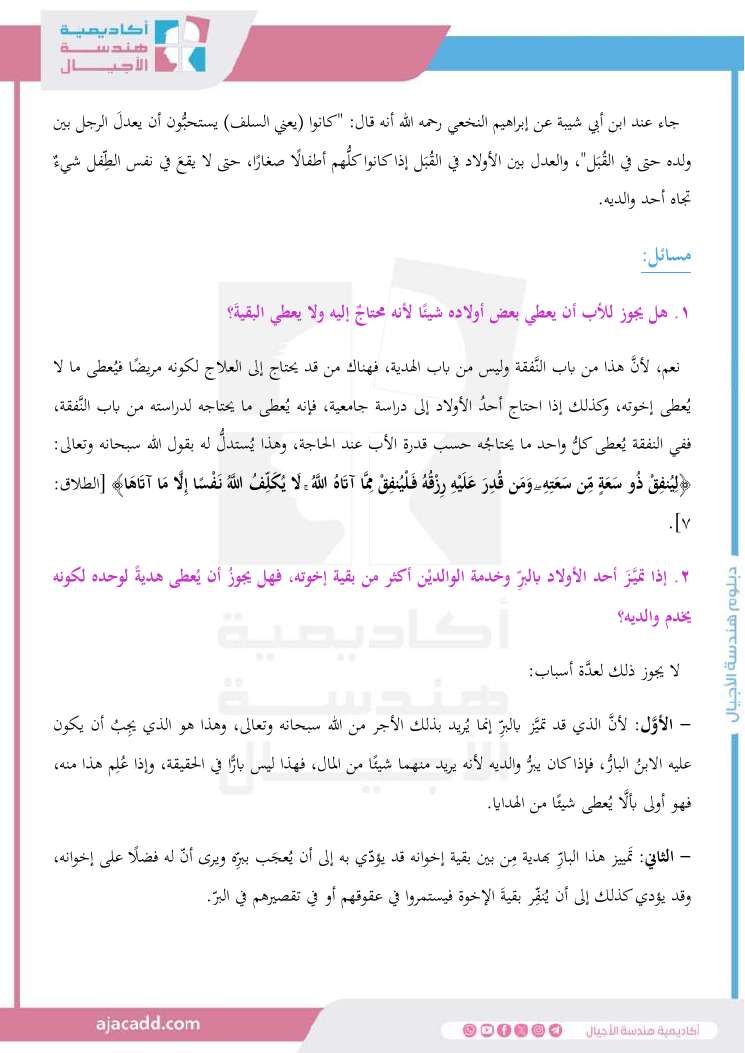 أكاديمية
هندسة
الأجيال
جاء عند ابن أبي شيبة عن إبراهيم النخعي رحمه الله أنه قال: "كانوا (يعني السلف) يستحبُّون أن يعدلَ الرجل بين
ولده حتى في القُبَل"، والعدل بين الأولاد في القُبَل إذا كانوا كلُّهم أطفالًا صغارًا، حتى لا يقعَ في نفس الطِّفل شيءٌ
تجاه أحد والديه.
مسائل:
١. هل يجوز للأب أن يعطي بعض أولاده شيئًا لأنه محتاجٌ إليه ولا يعطي البقيةَ؟
نعم، لأنَّ هذا من باب النَّفقة وليس من باب الهدية، فهناك من قد يحتاج إلى العلاج لكونه مريضًا فيُعطى ما لا
يُعطى إخوته، وكذلك إذا احتاج أحدُ الأولاد إلى دراسة جامعية، فإنه يُعطى ما يحتاجه لدراسته من باب النَّفقة،
ففي النفقة يُعطى كلُّ واحد ما يحتاجُه حسب قدرة الأب عند الحاجة، وهذا يُستدلُّ له بقول الله سبحانه وتعالى:
﴿لِيُنفِقْ ذُو سَعَةٍ مِّن سَعَتِهِ ۖ وَمَن قُدِرَ عَلَيْهِ رِزْقُهُ فَلْيُنفِقْ مِمَّا آتَاهُ اللَّهُ ۚ لَا يُكَلِّفُ اللَّهُ نَفْسًا إِلَّا مَا آتَاهَا﴾ [الطلاق:
٧].
٢. إذا تميَّزَ أحد الأولاد بالبرِّ وخدمة الوالديْن أكثر من بقية إخوته، فهل يجوزُ أن يُعطى هديةً لوحده لكونه
يخدم والديه؟
أكاديمية
هندسة
الأجيال
لا يجوز ذلك لعدَّة أسباب:
– الأوَّل: لأنَّ الذي قد تميَّز بالبرِّ إنما يُريد بذلك الأجر من الله سبحانه وتعالى، وهذا هو الذي يجِبُ أن يكون
عليه الابنُ البارُّ، فإذا كان يبرُّ والديه لأنه يريد منهما شيئًا من المال، فهذا ليس بارًّا في الحقيقة، وإذا عُلِم هذا منه،
فهو أولى بألَّا يُعطى شيئًا من الهدايا.
– الثاني: تَمييز هذا البارّ بهدية مِن بين بقية إخوانه قد يؤدّي به إلى أن يُعجَب ببرّه ويرى أنّ له فضلًا على إخوانه،
وقد يؤدي كذلك إلى أن يُنفِّر بقيةَ الإخوة فيستمروا في عقوقهم أو في تقصيرهم في البرّ.
دبلوم هندسة الأجيال
أكاديمية هندسة الأجيال
ajacadd.com